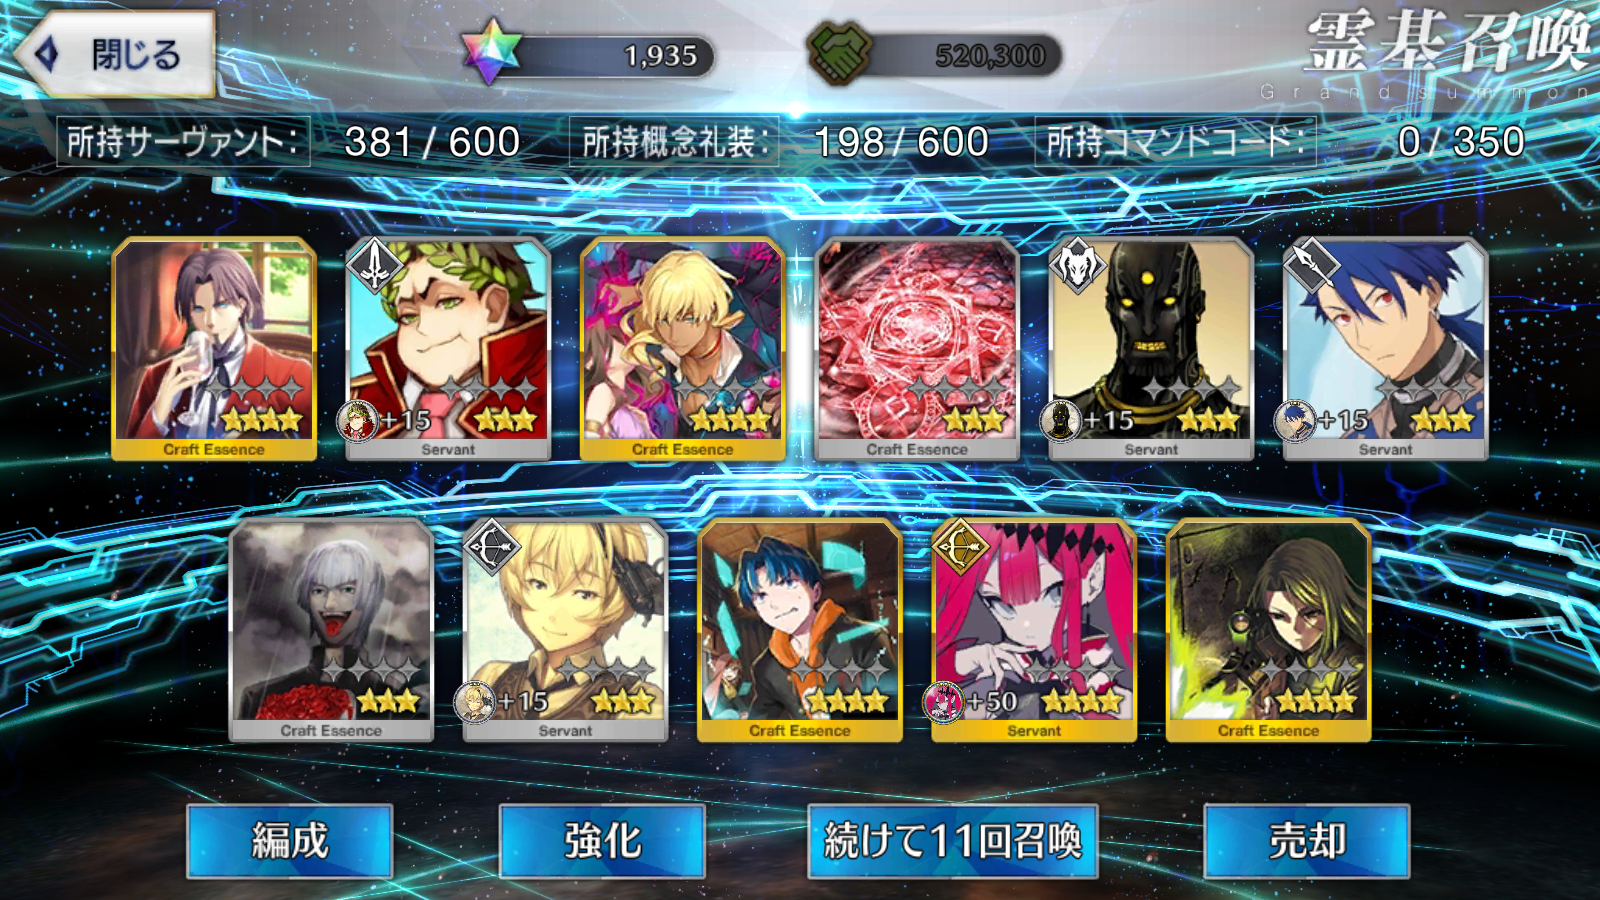 閉じる
1,935
520,300
霊基召喚
Grand summon
所持サーヴァント: 381 / 600
所持概念礼装: 198 / 600
所持コマンドコード: 0 / 350
Craft Essence
+15
Servant
Craft Essence
Craft Essence
+15
Servant
+15
Servant
Craft Essence
+15
Servant
Craft Essence
+50
Servant
Craft Essence
編成
強化
続けて11回召喚
売却